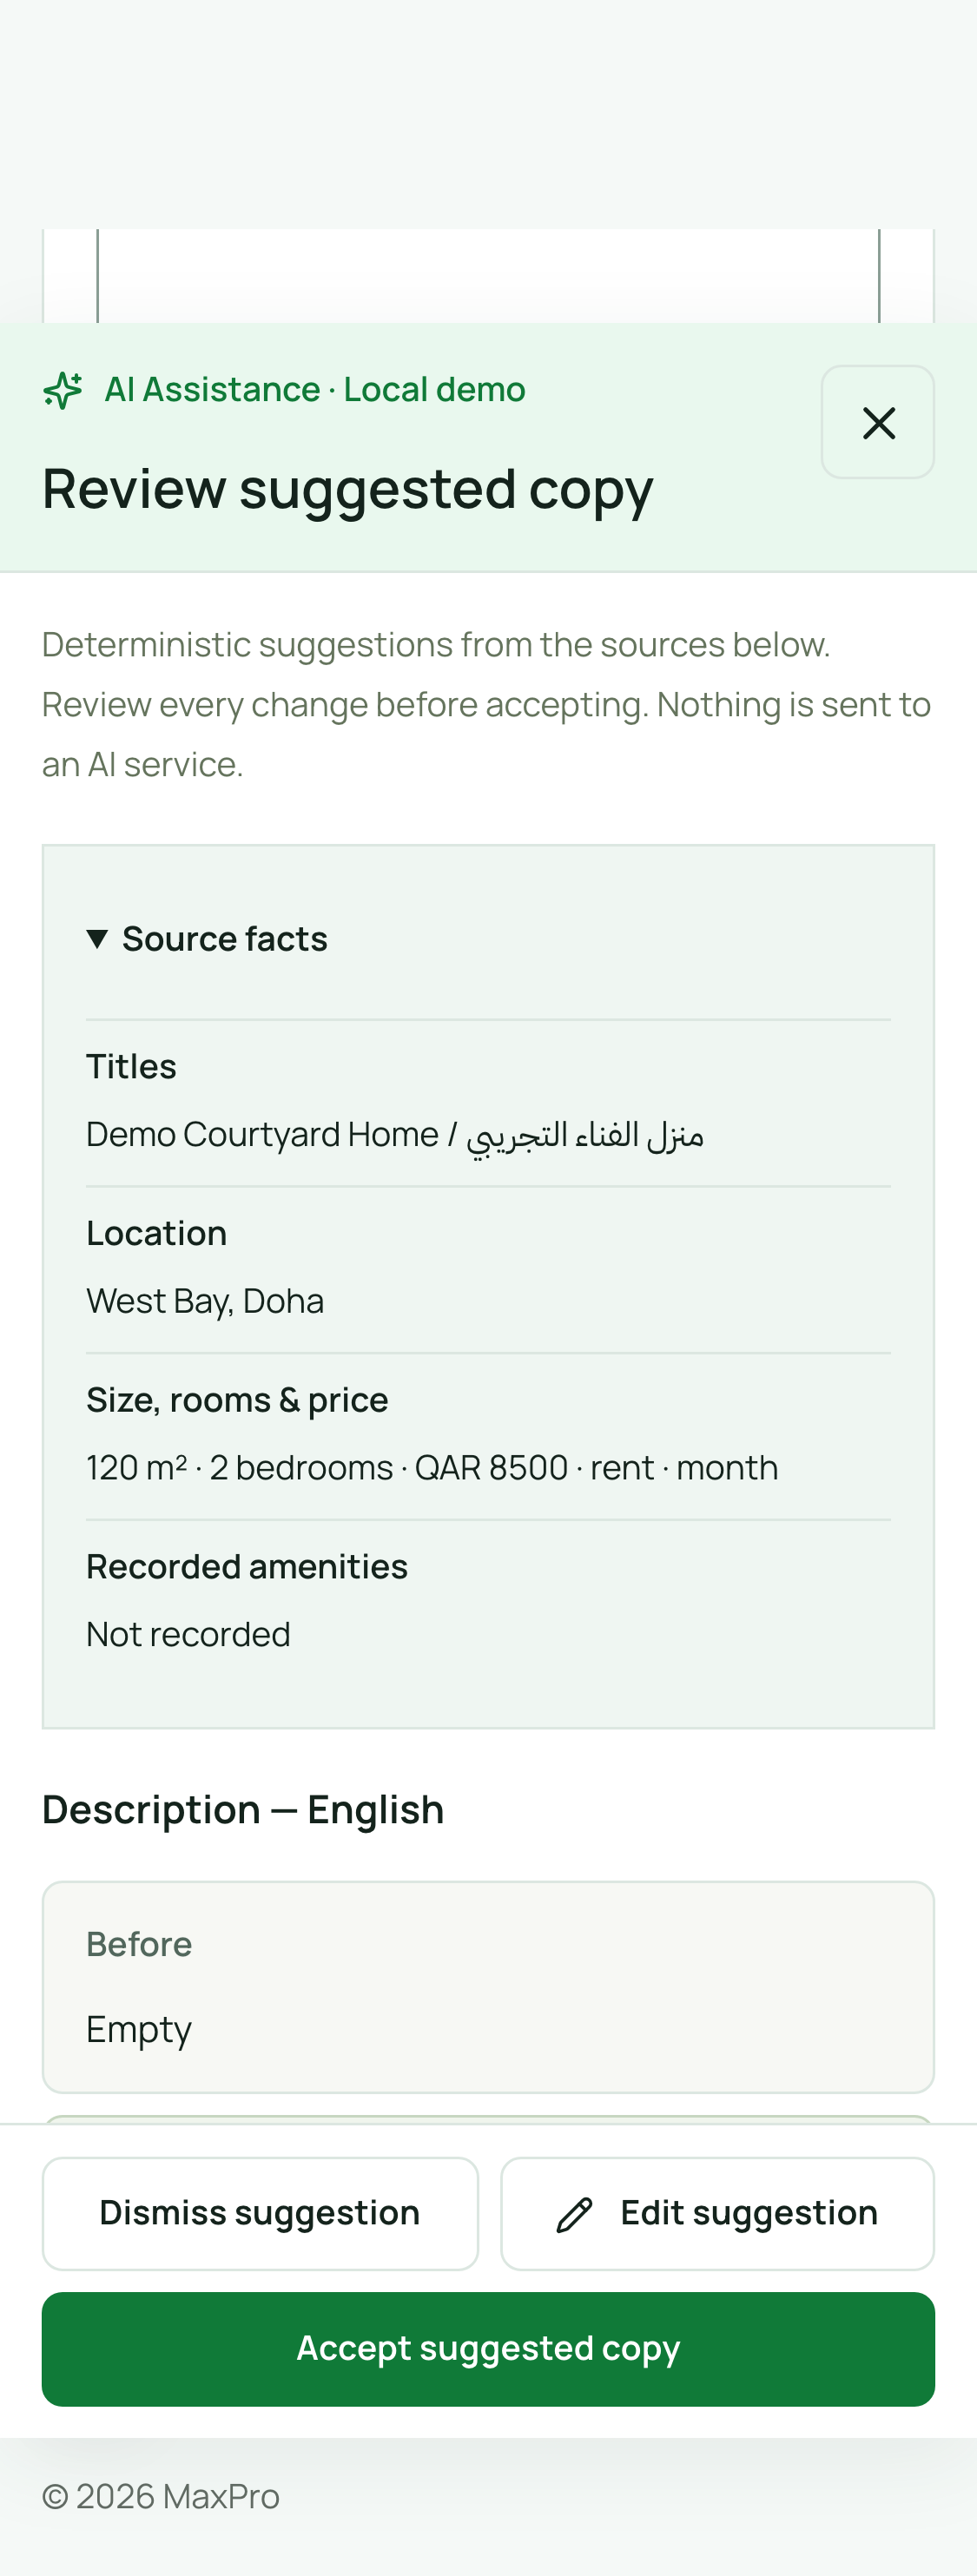 AI Assistance · Local demo
Review suggested copy
Deterministic suggestions from the sources below.
Review every change before accepting. Nothing is sent to
an AI service.
Source facts
Titles
Demo Courtyard Home / منزل الفناء التجريبي
Location
West Bay, Doha
Size, rooms & price
120 m² · 2 bedrooms · QAR 8500 · rent · month
Recorded amenities
Not recorded
Description — English
Before
Empty
Dismiss suggestion
Edit suggestion
Accept suggested copy
© 2026 MaxPro